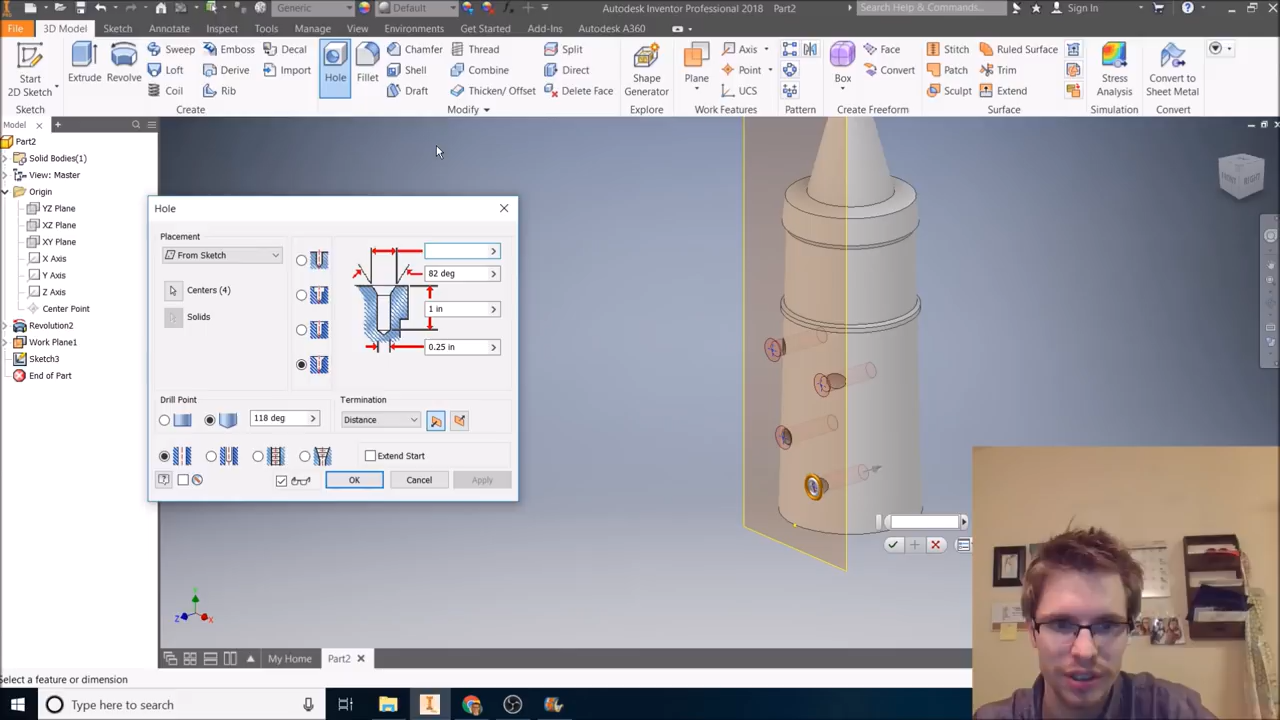 Generic
Default
Autodesk Inventor Professional 2018 Part2
Search Help & Commands...
Sign In
File
3D Model
Sketch
Annotate
Inspect
Tools
Manage
View
Environments
Get Started
Add-Ins
Autodesk A360
Start
2D Sketch
Extrude
Revolve
Sweep
Loft
Coil
Emboss
Derive
Rib
Decal
Import
Hole
Fillet
Chamfer
Shell
Draft
Thread
Combine
Thicken/ Offset
Split
Direct
Delete Face
Shape
Generator
Plane
Axis
Point
UCS
Box
Face
Convert
Stitch
Patch
Sculpt
Ruled Surface
Trim
Extend
Stress
Analysis
Convert to
Sheet Metal
Sketch
Create
Modify
Explore
Work Features
Pattern
Create Freeform
Surface
Simulation
Convert
Model
Part2
Solid Bodies(1)
View: Master
Origin
YZ Plane
XZ Plane
XY Plane
X Axis
Y Axis
Z Axis
Center Point
Revolution2
Work Plane1
Sketch3
End of Part
Hole
Placement
From Sketch
Centers (4)
Solids
82 deg
1 in
0.25 in
Drill Point
118 deg
Termination
Distance
Extend Start
OK
Cancel
Apply
FRONT
RIGHT
Y
Z
X
My Home
Part2
Select a feature or dimension
Type here to search